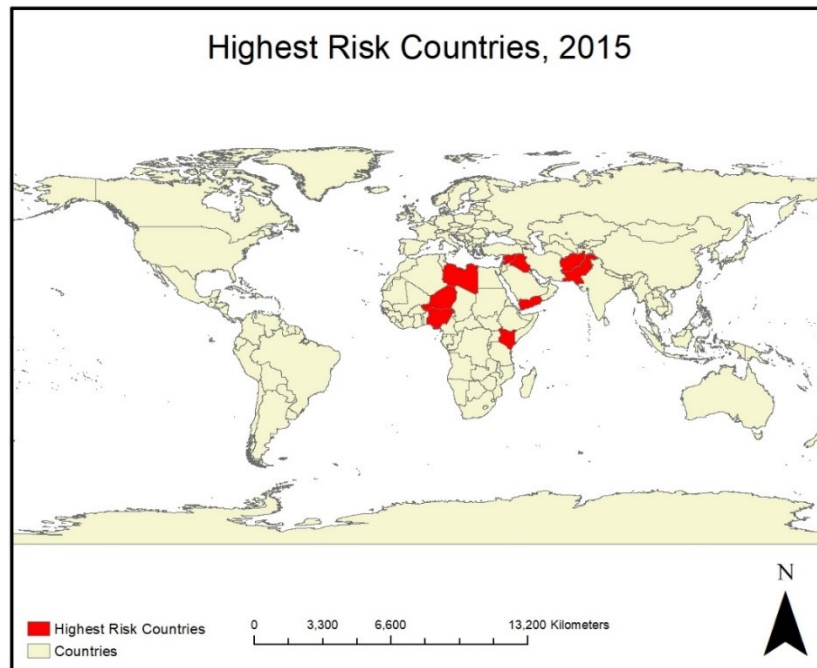 Highest Risk Countries, 2015
N
Highest Risk Countries
Countries
0 3,300 6,600 13,200 Kilometers